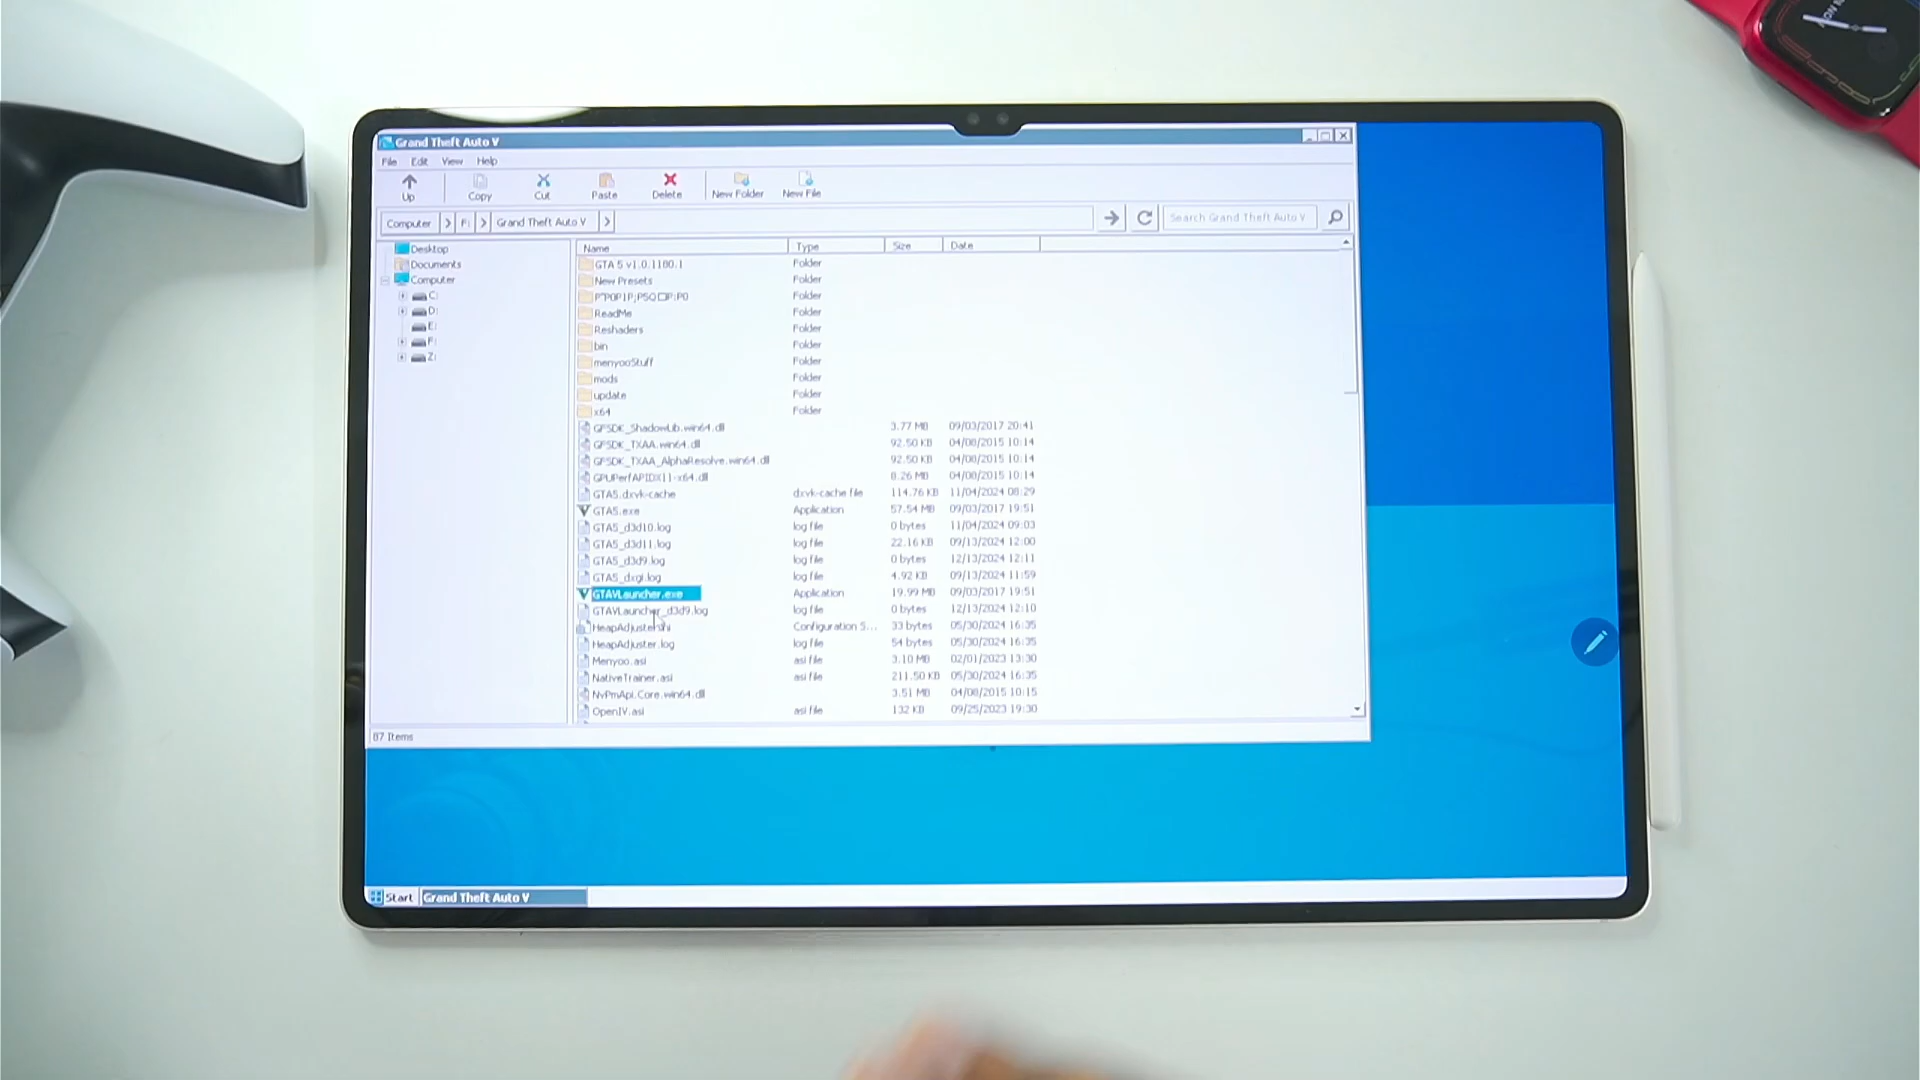 Grand Theft Auto V
File Edit View Help
Up Copy Cut Paste Delete New Folder New File
Computer F: Grand Theft Auto V Search Grand Theft Auto V
Desktop
Documents
Computer
C:
D:
E:
F:
Z:
Name Type Size Date
GTA 5 v1.0.1180.1 Folder
New Presets Folder
Folder
ReadMe Folder
Reshaders Folder
bin Folder
menyooStuff Folder
mods Folder
update Folder
x64 Folder
GFSDK_ShadowLib.win64.dll 3.77 MB 09/03/2017 20:41
GFSDK_TXAA.win64.dll 92.50 KB 04/08/2015 10:14
GFSDK_TXAA_AlphaResolve.win64.dll 92.50 KB 04/08/2015 10:14
GPUPerfAPIDX11-x64.dll 8.26 MB 04/08/2015 10:14
GTA5.dxvk-cache dxvk-cache file 114.76 KB 11/04/2024 08:29
GTA5.exe Application 57.54 MB 09/03/2017 19:51
GTA5_d3d10.log log file 0 bytes 11/04/2024 09:03
GTA5_d3d11.log log file 22.16 KB 09/13/2024 12:00
GTA5_d3d9.log log file 0 bytes 12/13/2024 12:11
GTA5_dxgi.log log file 4.92 KB 09/13/2024 11:59
GTAVLauncher.exe Application 19.99 MB 09/03/2017 19:51
GTAVLauncher_d3d9.log log file 0 bytes 12/13/2024 12:10
HeapAdjuster.ini Configuration S... 33 bytes 05/30/2024 16:35
HeapAdjuster.log log file 54 bytes 05/30/2024 16:35
Menyoo.asi asi file 3.10 MB 02/01/2023 13:30
NativeTrainer.asi asi file 211.50 KB 05/30/2024 16:35
NvPmApi.Core.win64.dll 3.51 MB 04/08/2015 10:15
OpenIV.asi asi file 132 KB 09/25/2023 19:30
87 Items
Start Grand Theft Auto V